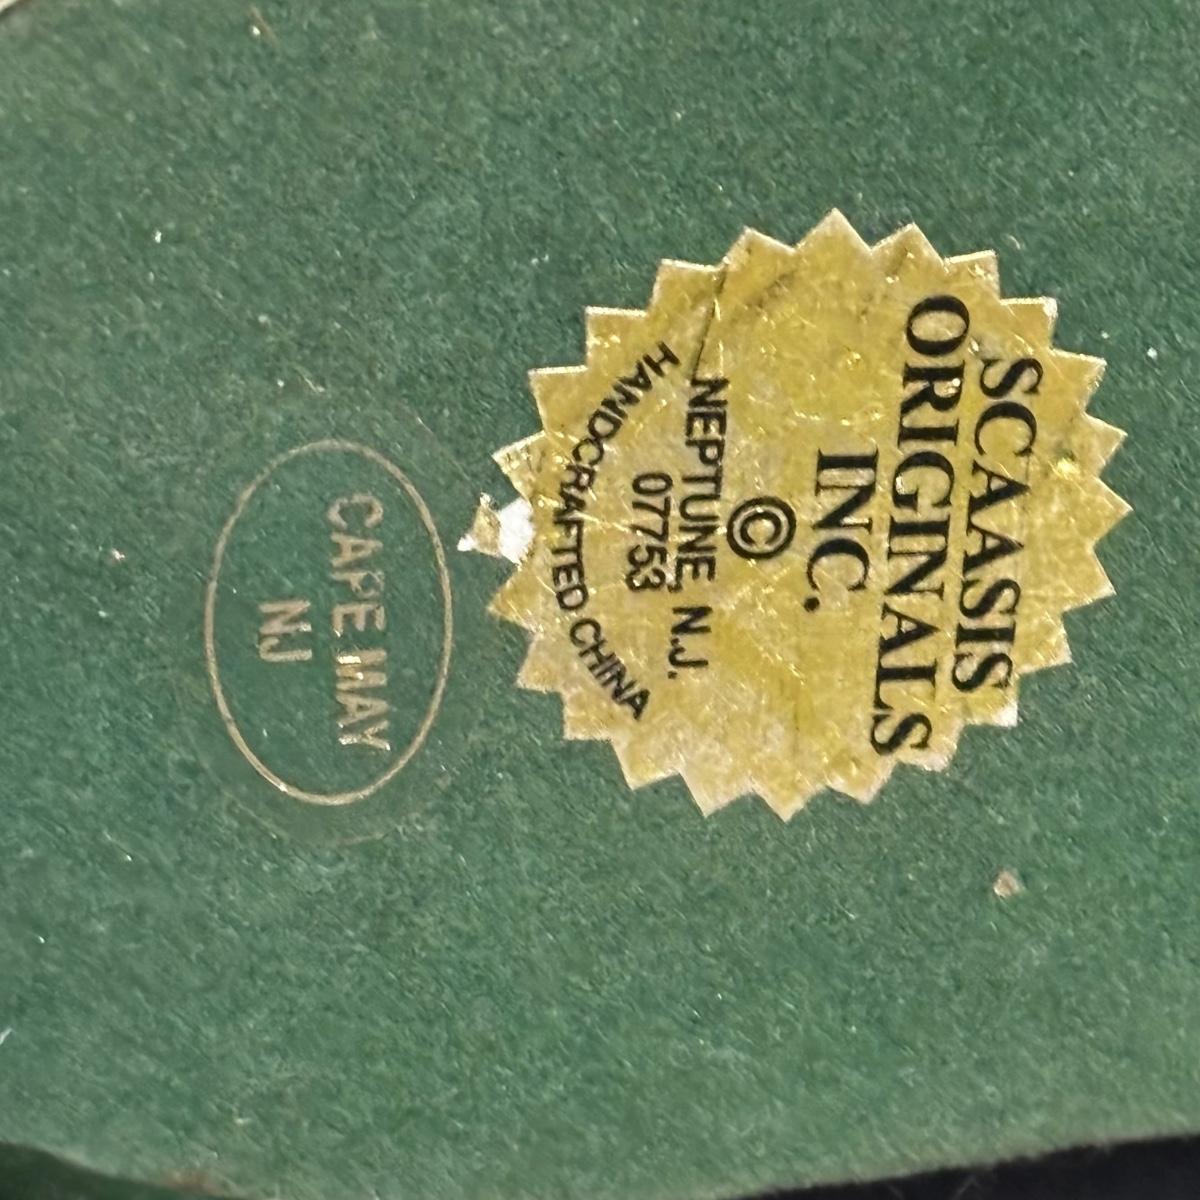 SCAASIS
ORIGINALS
INC.
©
NEPTUNE, N.J.
07753
HANDCRAFTED CHINA
CAPE MAY
NJ